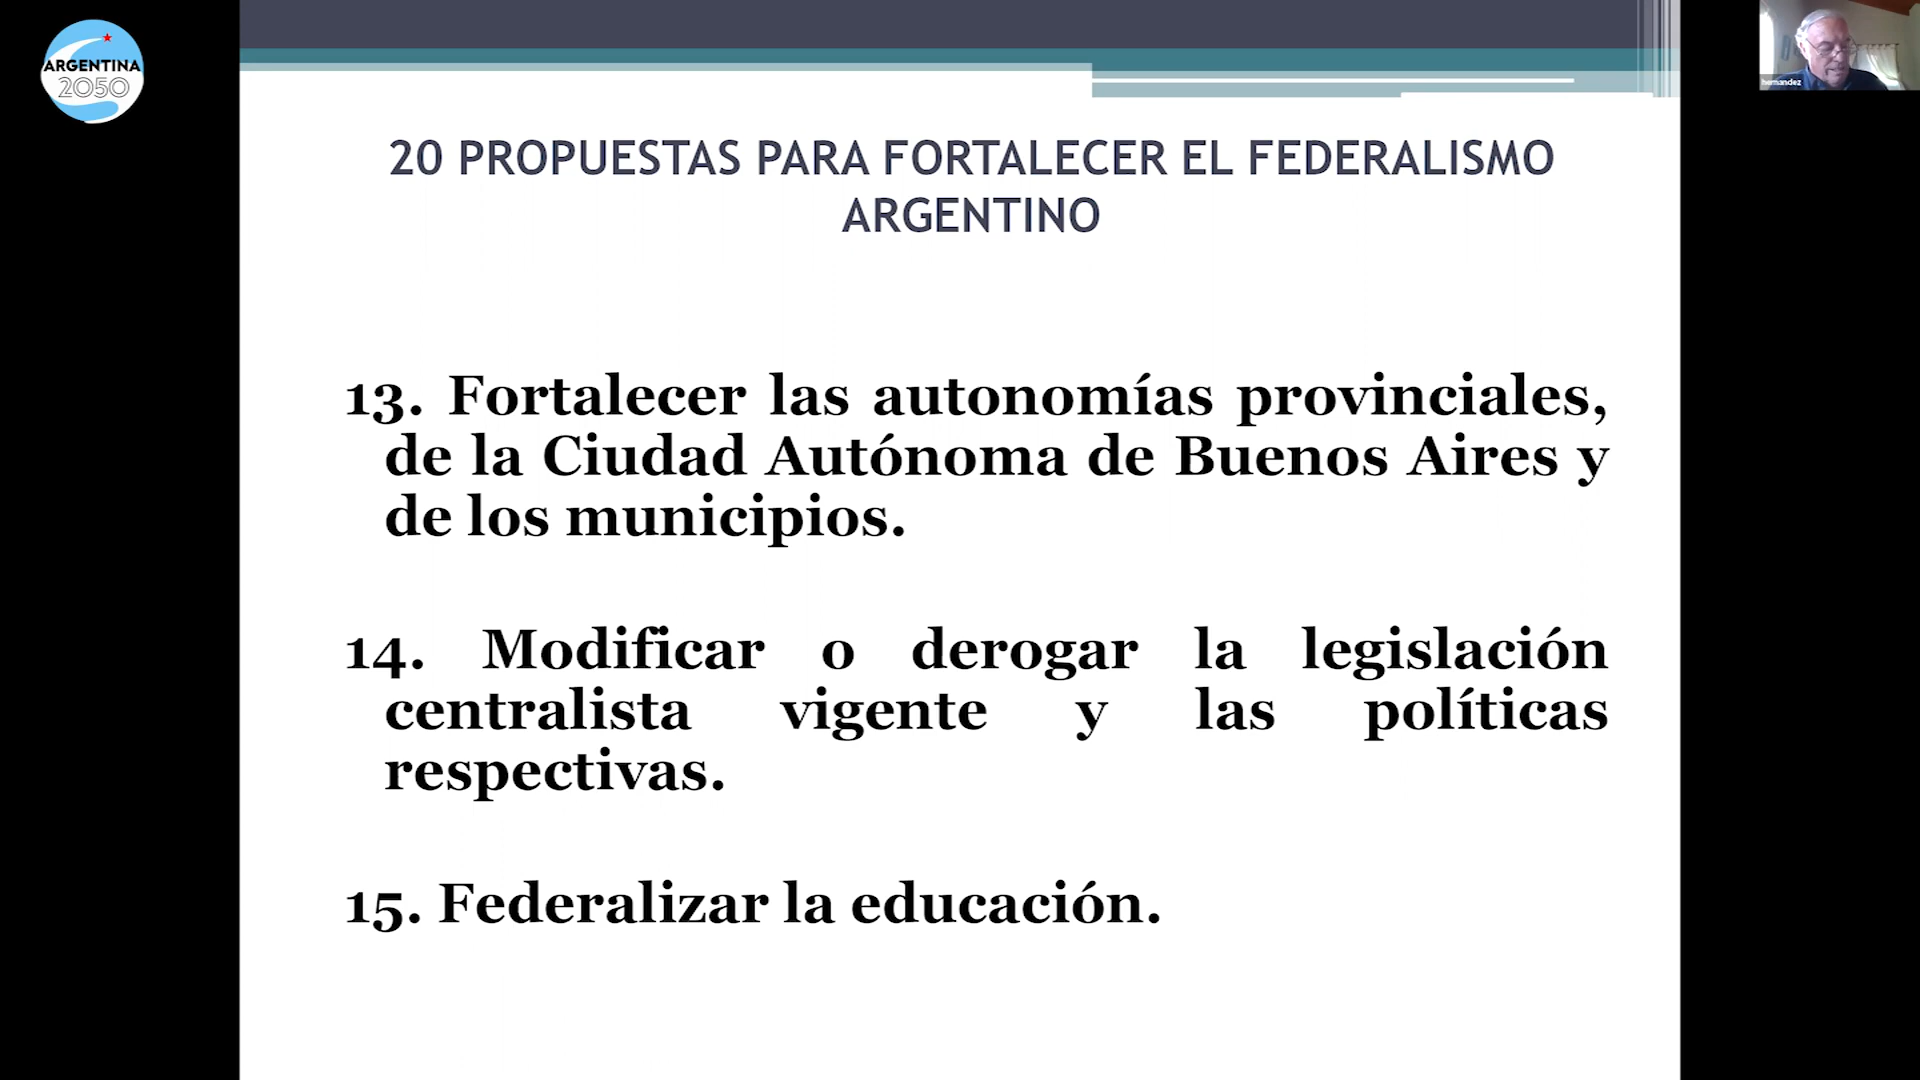 ARGENTINA
2050
hernandez
20 PROPUESTAS PARA FORTALECER EL FEDERALISMO
ARGENTINO
13. Fortalecer las autonomías provinciales,
de la Ciudad Autónoma de Buenos Aires y
de los municipios.
14. Modificar o derogar la legislación
centralista vigente y las políticas
respectivas.
15. Federalizar la educación.